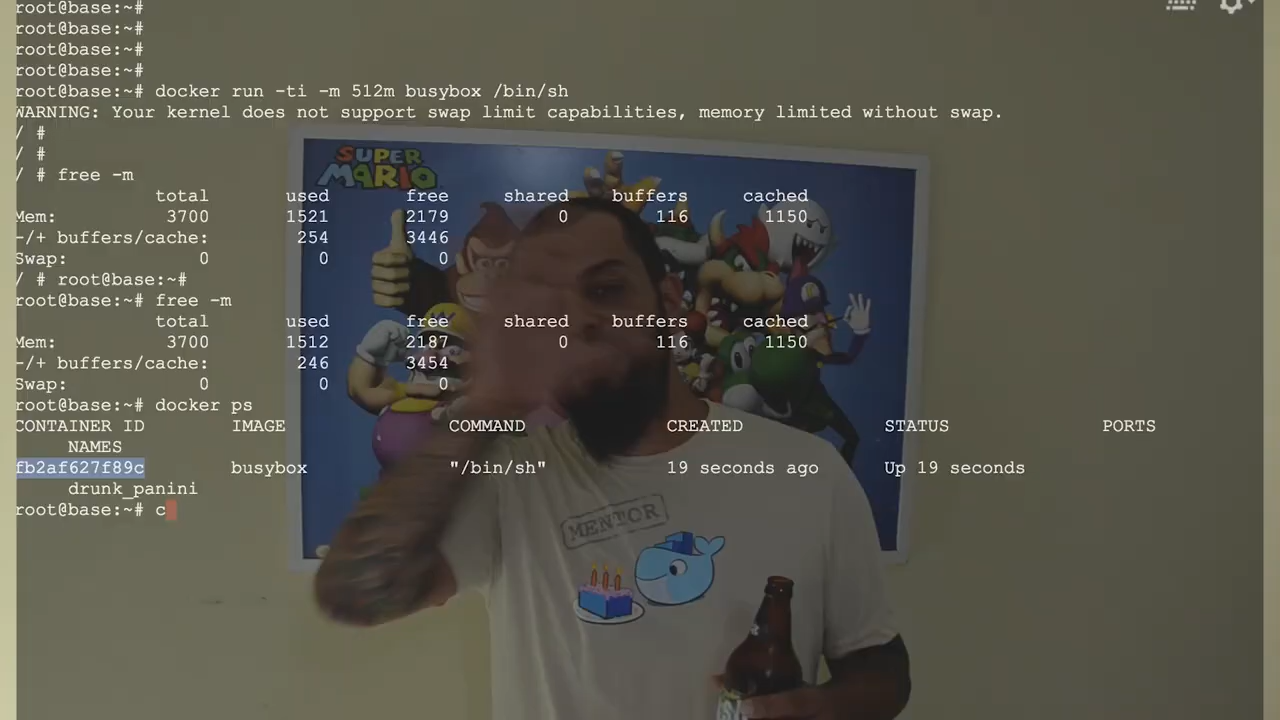 root@base:~#
root@base:~#
root@base:~#
root@base:~#
root@base:~# docker run -ti -m 512m busybox /bin/sh
WARNING: Your kernel does not support swap limit capabilities, memory limited without swap.
/ #
/ #
/ # free -m
total used free shared buffers cached
Mem: 3700 1521 2179 0 116 1150
-/+ buffers/cache: 254 3446
Swap: 0 0 0
/ # root@base:~#
root@base:~# free -m
total used free shared buffers cached
Mem: 3700 1512 2187 0 116 1150
-/+ buffers/cache: 246 3454
Swap: 0 0 0
root@base:~# docker ps
CONTAINER ID IMAGE COMMAND CREATED STATUS PORTS
NAMES
fb2af627f89c busybox "/bin/sh" 19 seconds ago Up 19 seconds
drunk_panini
root@base:~# c
SUPER
MARIO
MENTOR